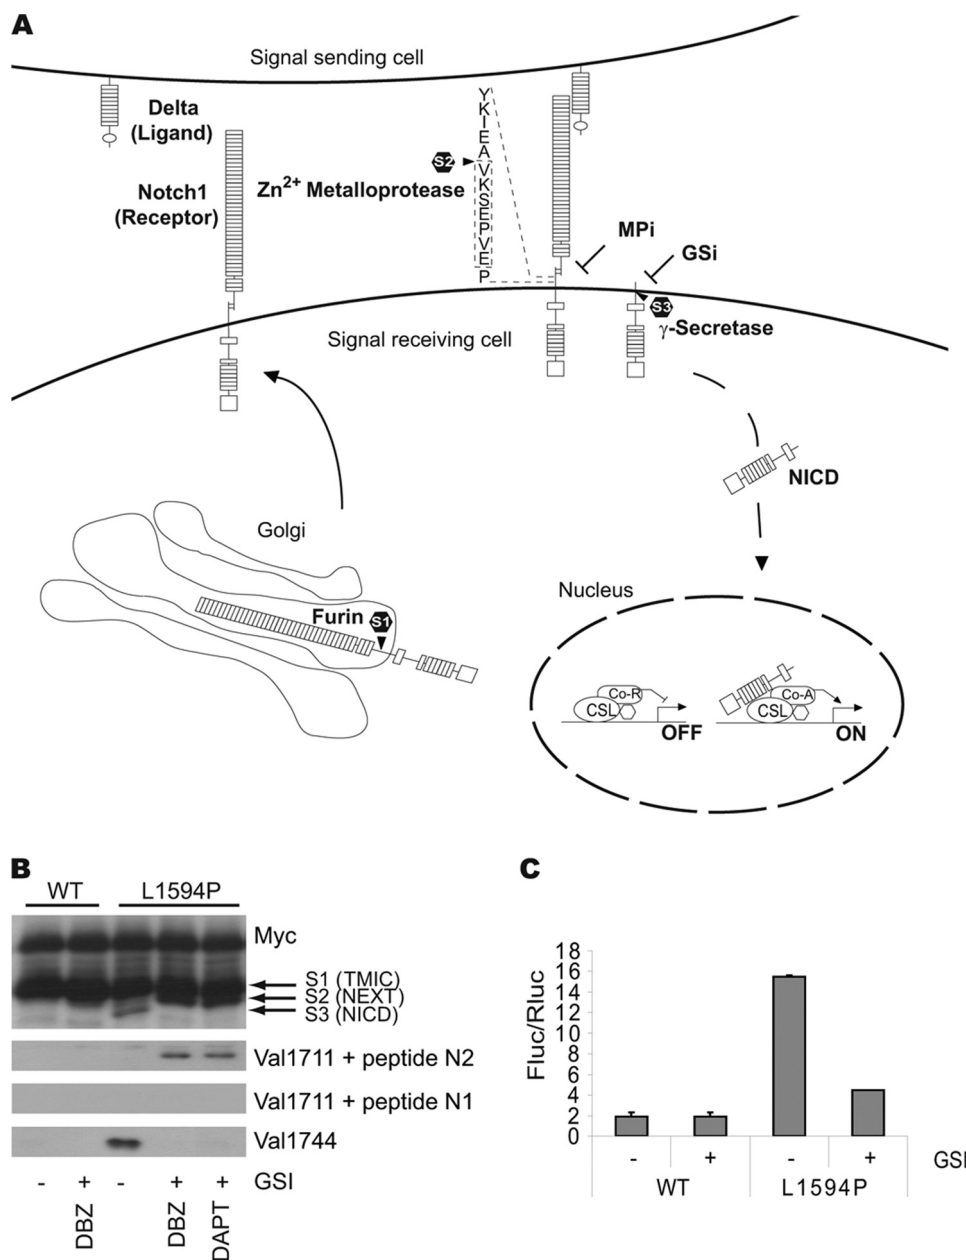 A
Signal sending cell
Delta
(Ligand)
Notch1
(Receptor)
S2
Zn2+ Metalloprotease
Y
K
I
E
A
V
K
S
E
P
V
E
P
MPi
GSi
S3
γ-Secretase
Signal receiving cell
NICD
Golgi
Furin S1
Nucleus
Co-R
CSL
OFF
Co-A
CSL
ON
B
WT L1594P
Myc
S1 (TMIC)
S2 (NEXT)
S3 (NICD)
Val1711 + peptide N2
Val1711 + peptide N1
Val1744
- + - + + GSI
DBZ DBZ DAPT
C
Fluc/Rluc
18
16
14
12
10
8
6
4
2
0
- + - + GSI
WT L1594P